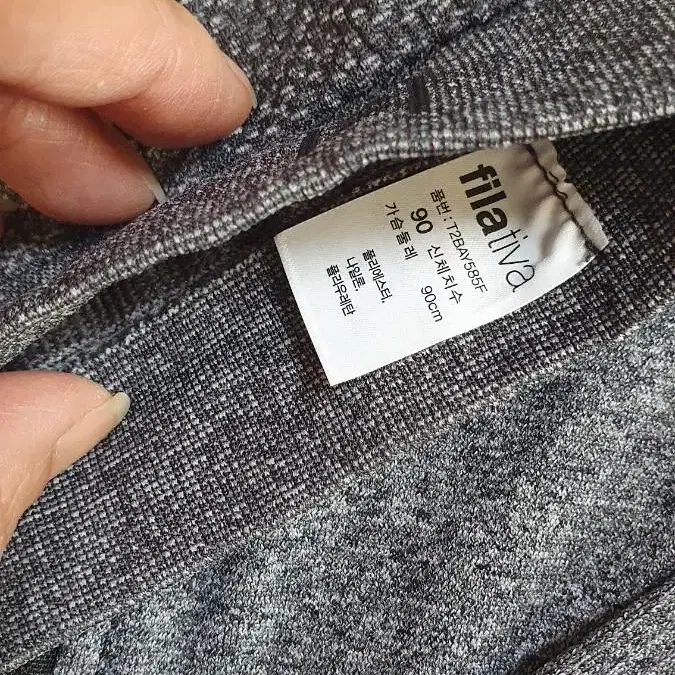 filativa
품번 : T2BAY585F
90 신체치수
가슴둘레 90cm
폴리에스터,
나일론,
폴리우레탄